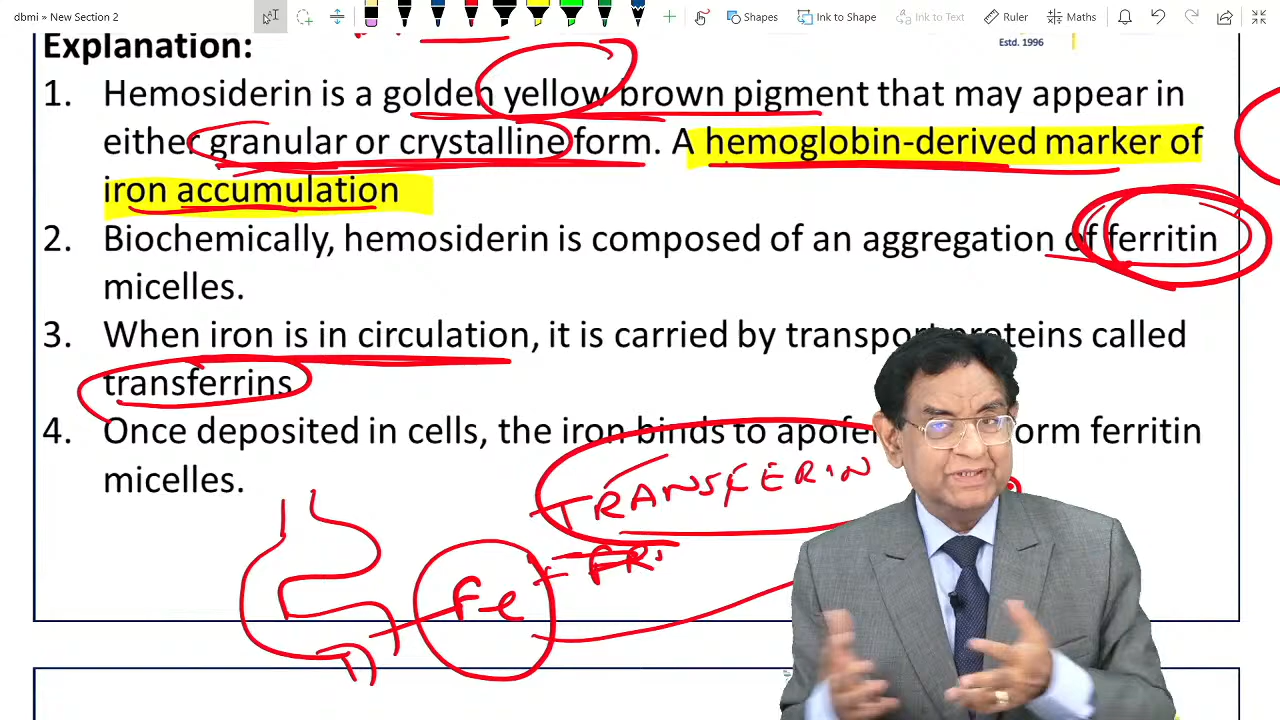 dbmi » New Section 2
Shapes
Ink to Shape
Ink to Text
Ruler
Maths
Explanation:
Estd. 1996
1. Hemosiderin is a golden yellow brown pigment that may appear in
either granular or crystalline form. A hemoglobin-derived marker of
iron accumulation
2. Biochemically, hemosiderin is composed of an aggregation of ferritin
micelles.
3. When iron is in circulation, it is carried by transport proteins called
transferrins
4. Once deposited in cells, the iron binds to apofe orm ferritin
micelles.
TRANSFERIN
Fe